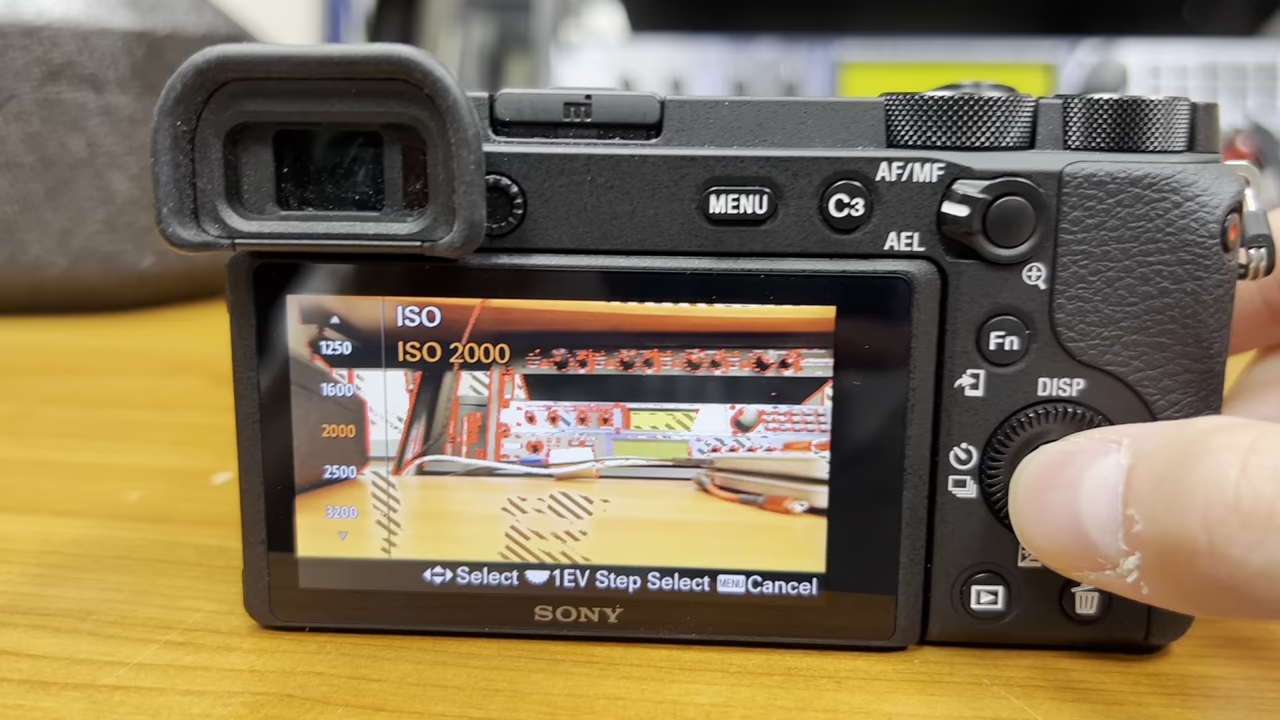 MENU
C3
AF/MF
AEL
Fn
DISP
ISO
ISO 2000
1250
1600
2000
2500
3200
Select 1EV Step Select MENU Cancel
SONY